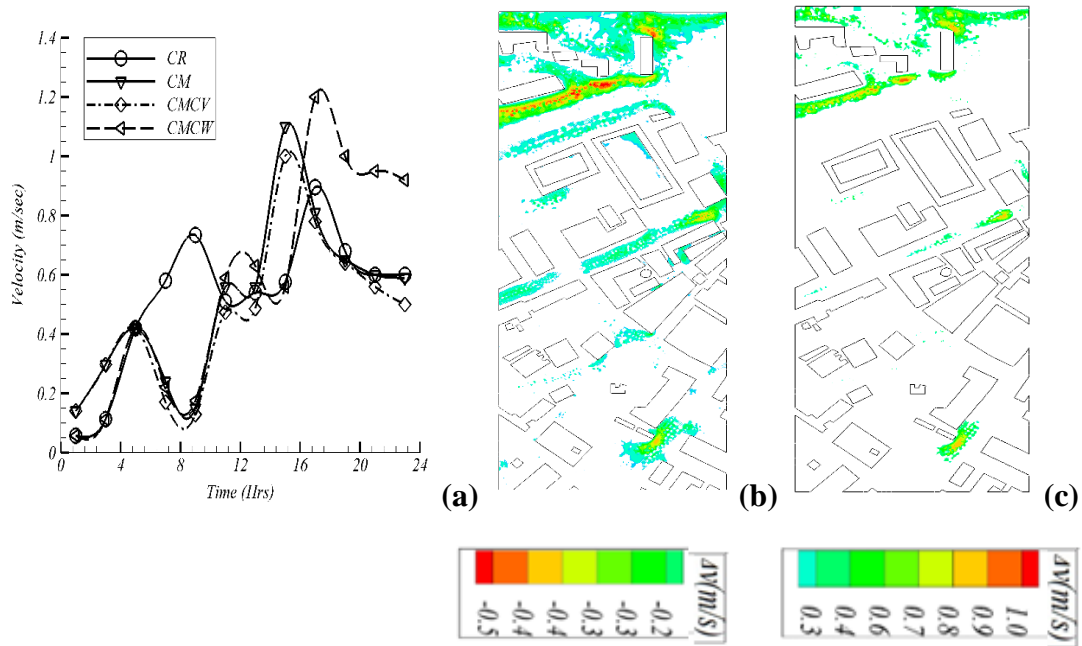 1.4
1.2
1
0.8
0.6
0.4
0.2
0
Velocity (m/sec)
CR
CM
CMCV
CMCW
0 4 8 12 16 20 24
Time (Hrs)
(a)
(b)
(c)
-0.5 -0.4 -0.4 -0.3 -0.3 -0.2
Δv(m/s)
0.3 0.4 0.6 0.7 0.8 0.9 1.0
Δv(m/s)